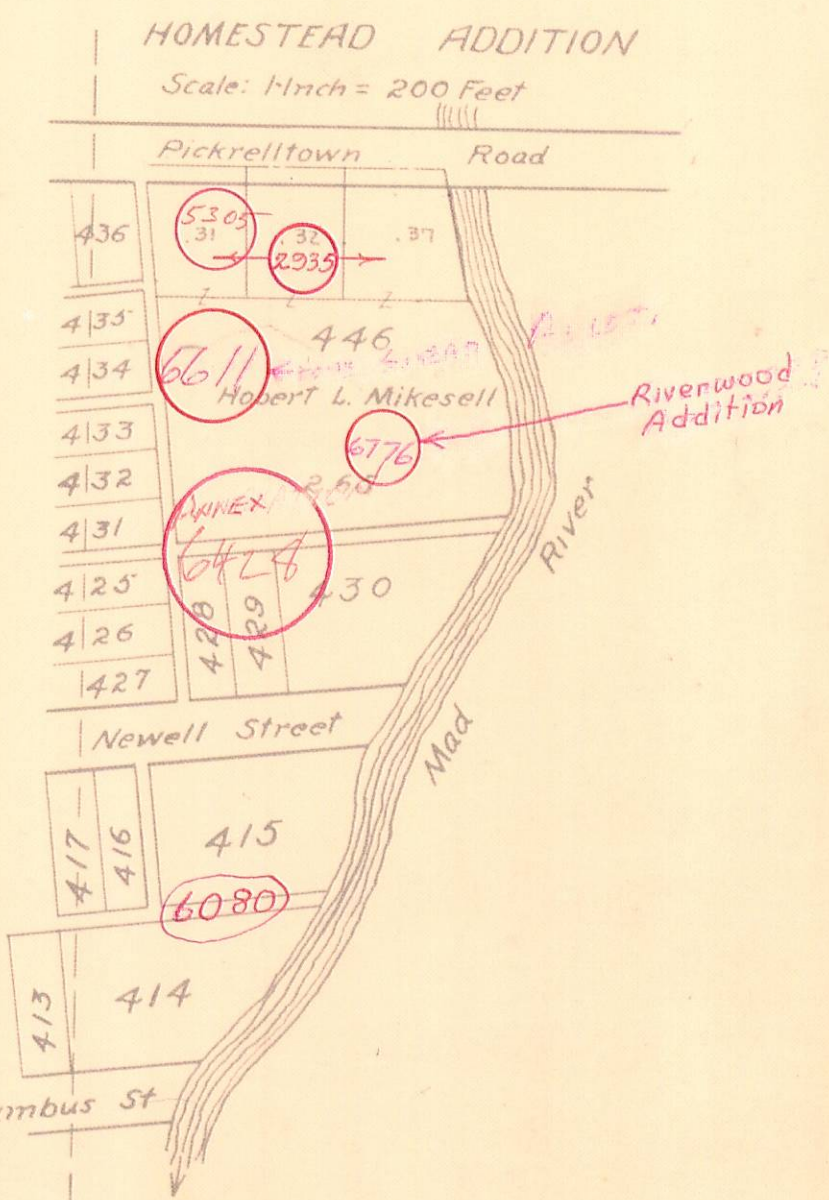 HOMESTEAD ADDITION
Scale: 1-Inch = 200 Feet
Pickrelltown Road
436
5305
.31
.32
2935
.37
4|35
446
4|34
6611
Hobert L. Mikesell
Riverwood
Addition
4|33
6776
4|32
ANNEX
4|31
6428
4|25
430
4|26
428
429
427
River
Newell Street
Mad
417
416
415
6080
413
414
mbus St